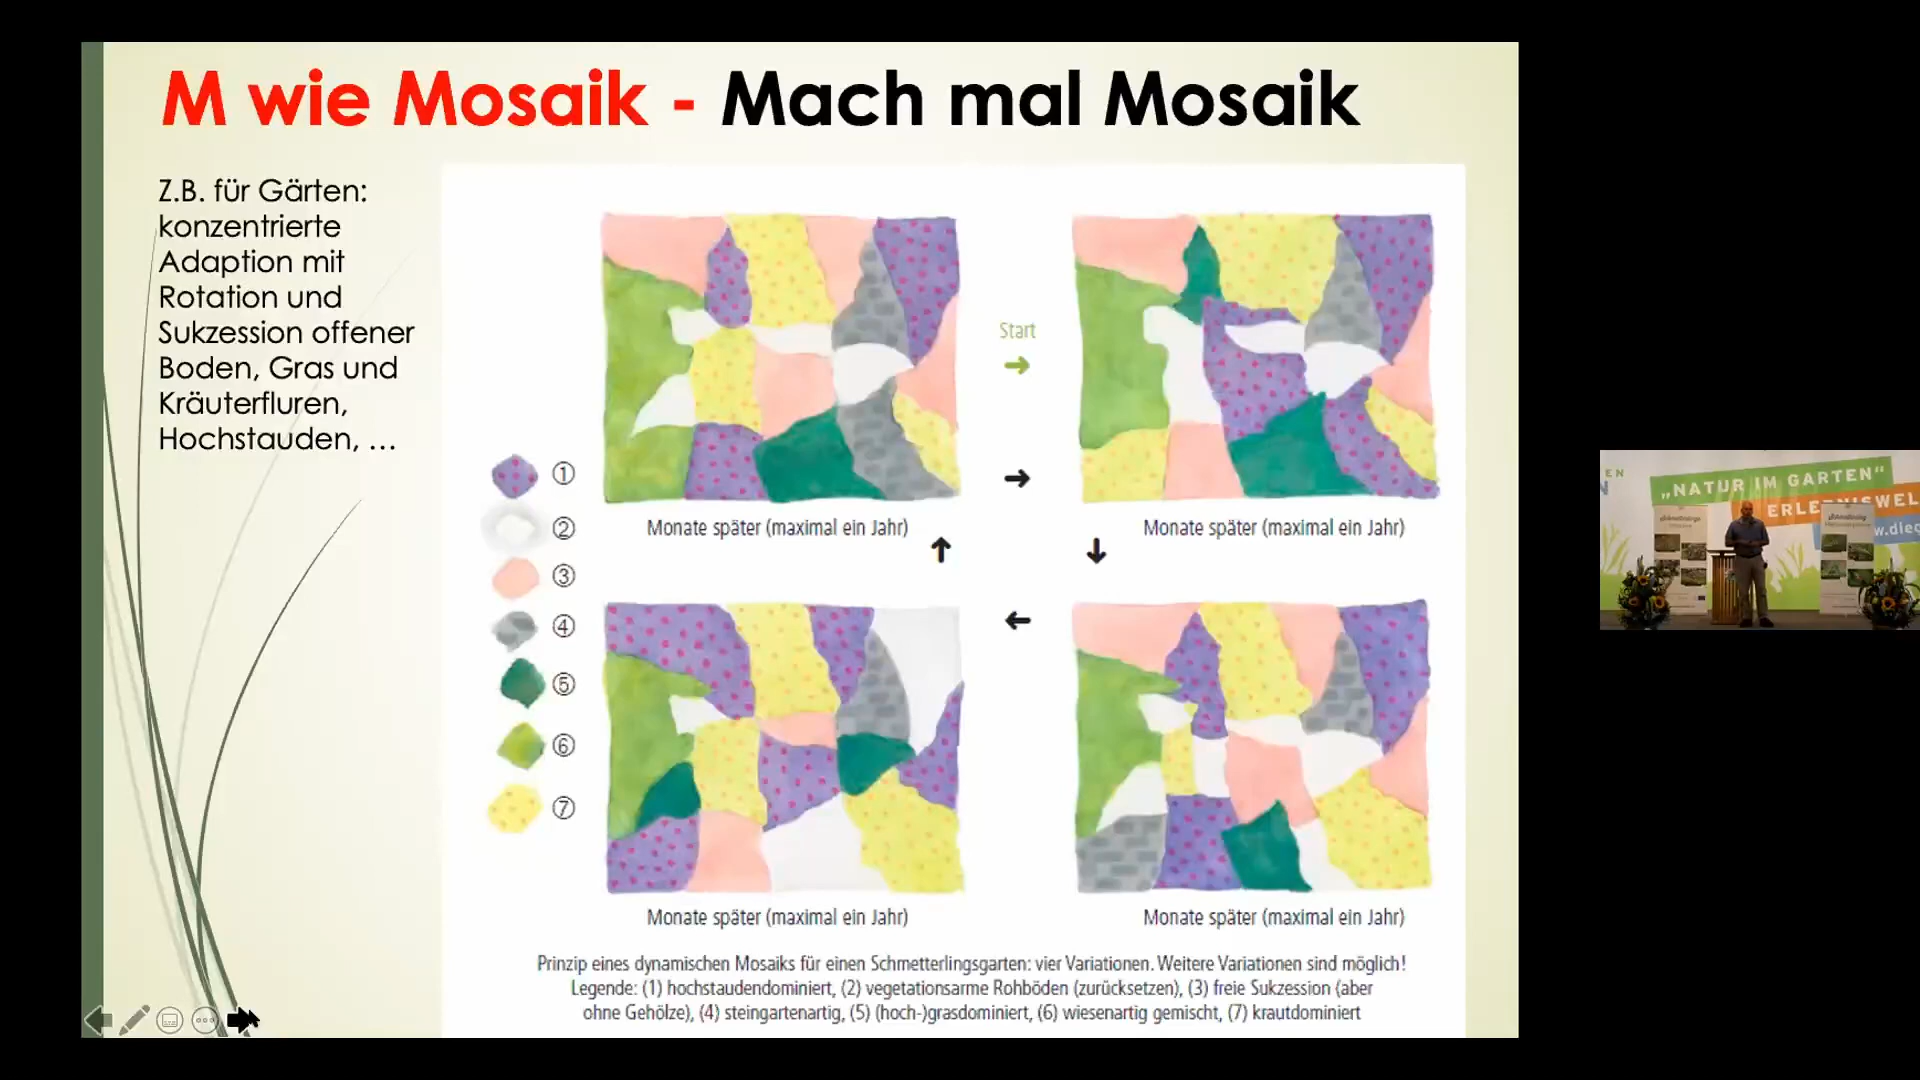 M wie Mosaik - Mach mal Mosaik
Z.B. für Gärten:
konzentrierte
Adaption mit
Rotation und
Sukzession offener
Boden, Gras und
Kräuterfluren,
Hochstauden, …
Start
①
②
③
④
⑤
⑥
⑦
Monate später (maximal ein Jahr)
Monate später (maximal ein Jahr)
Monate später (maximal ein Jahr)
Monate später (maximal ein Jahr)
Prinzip eines dynamischen Mosaiks für einen Schmetterlingsgarten: vier Variationen. Weitere Variationen sind möglich!
Legende: (1) hochstaudendominiert, (2) vegetationsarme Rohböden (zurücksetzen), (3) freie Sukzession (aber
ohne Gehölze), (4) steingartenartig, (5) (hoch-)grasdominiert, (6) wiesenartig gemischt, (7) krautdominiert
„NATUR IM GARTEN“